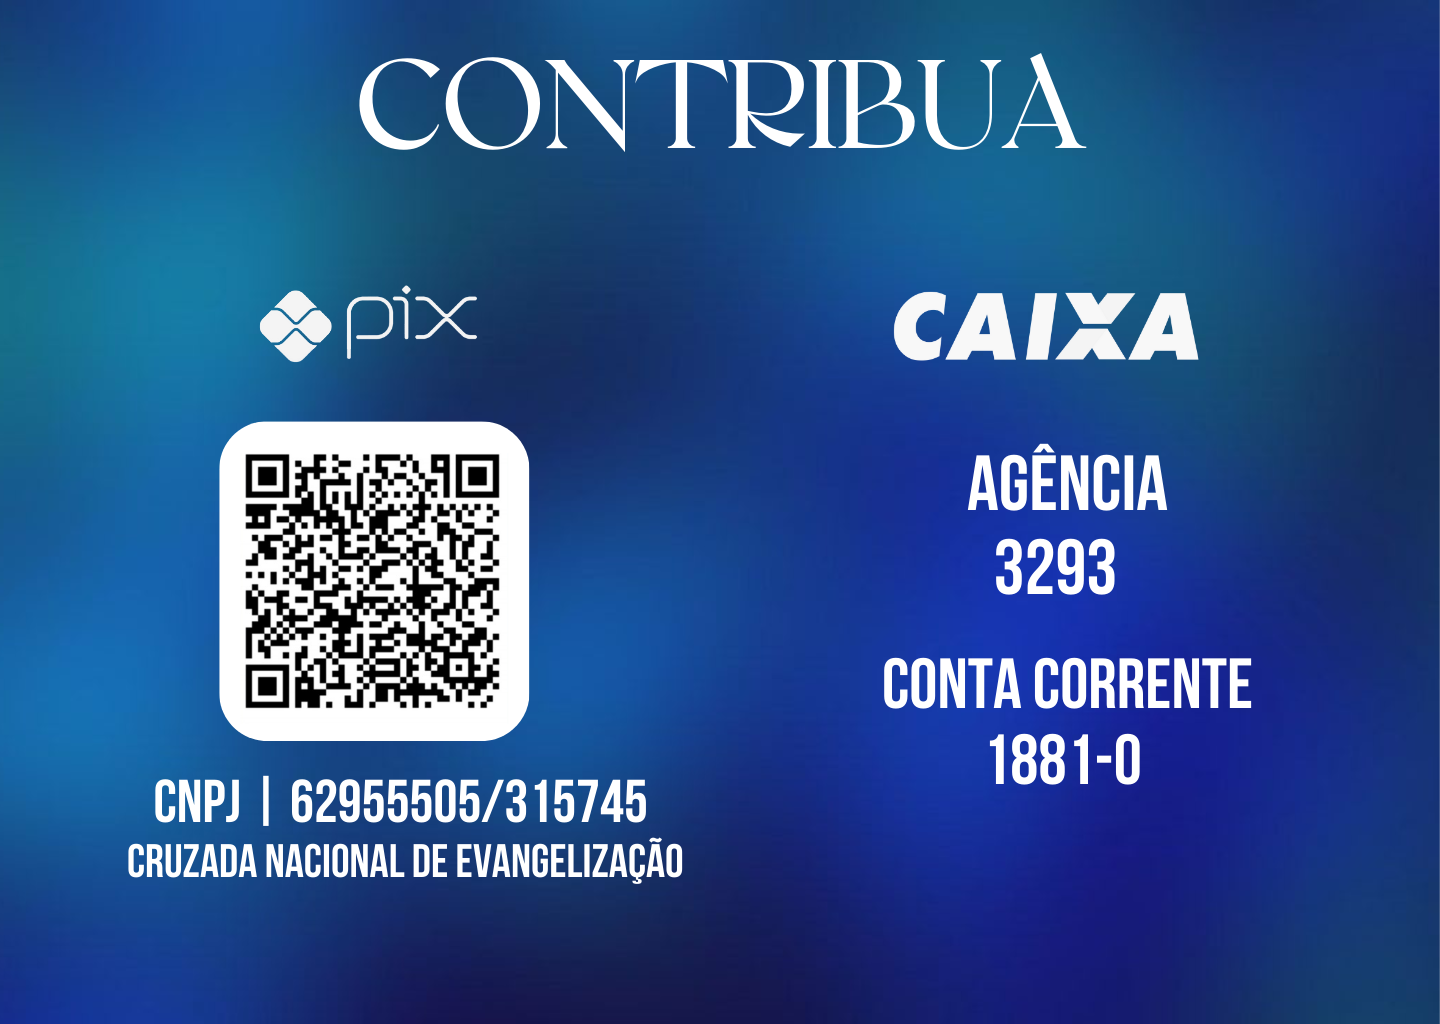 CONTRIBUA
pix
CNPJ | 62955505/315745
CRUZADA NACIONAL DE EVANGELIZAÇÃO
CAIXA
AGÊNCIA
3293
CONTA CORRENTE
1881-0